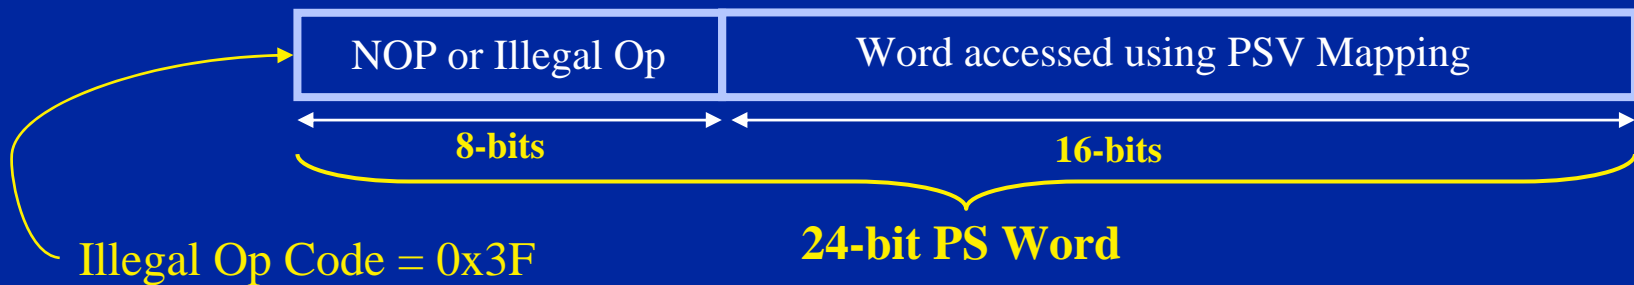 NOP or Illegal Op
Word accessed using PSV Mapping
8-bits
16-bits
24-bit PS Word
Illegal Op Code = 0x3F